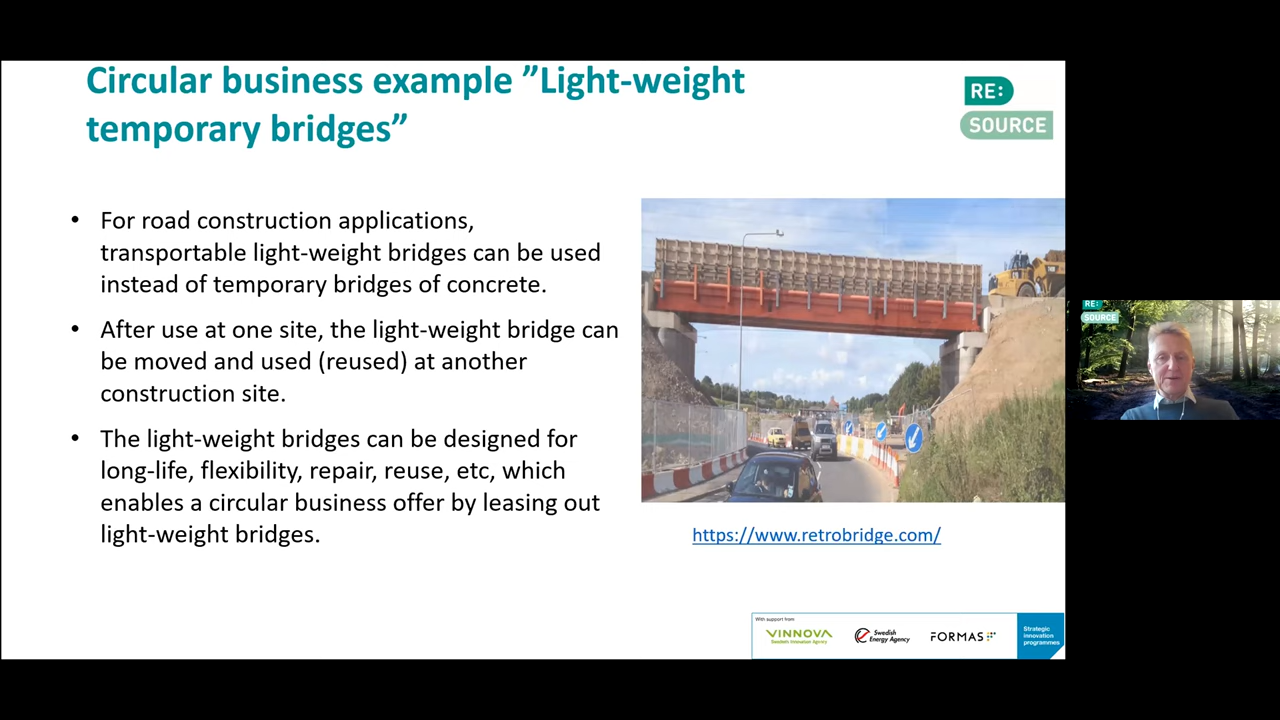 Circular business example ”Light-weight
temporary bridges”
RE:
SOURCE
• For road construction applications,
transportable light-weight bridges can be used
instead of temporary bridges of concrete.
• After use at one site, the light-weight bridge can
be moved and used (reused) at another
construction site.
• The light-weight bridges can be designed for
long-life, flexibility, repair, reuse, etc, which
enables a circular business offer by leasing out
light-weight bridges.
https://www.retrobridge.com/
RE:
SOURCE
With support from
VINNOVA
Sweden's Innovation Agency
Swedish
Energy Agency
FORMAS
Strategic
innovation
programmes